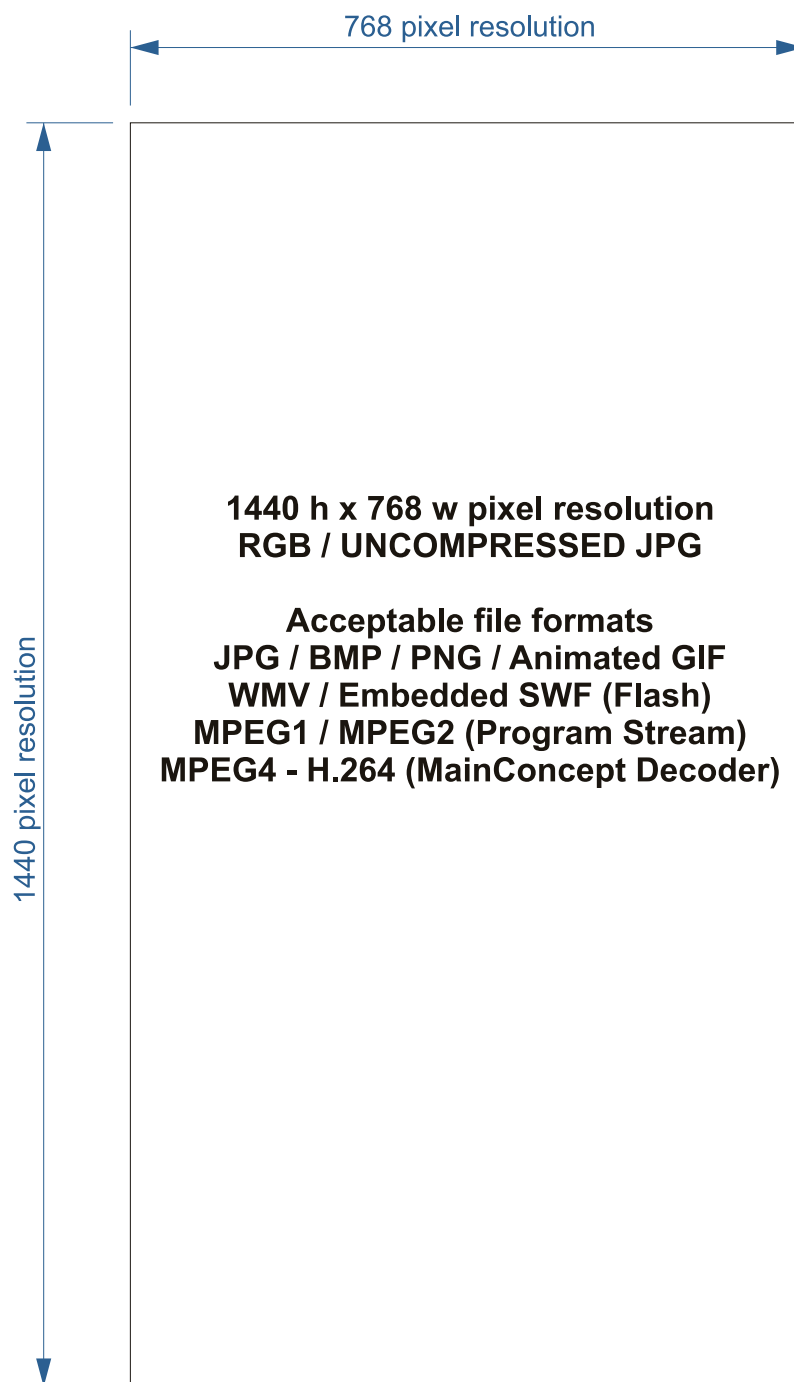 768 pixel resolution
1440 pixel resolution
1440 h x 768 w pixel resolution
RGB / UNCOMPRESSED JPG
Acceptable file formats
JPG / BMP / PNG / Animated GIF
WMV / Embedded SWF (Flash)
MPEG1 / MPEG2 (Program Stream)
MPEG4 - H.264 (MainConcept Decoder)